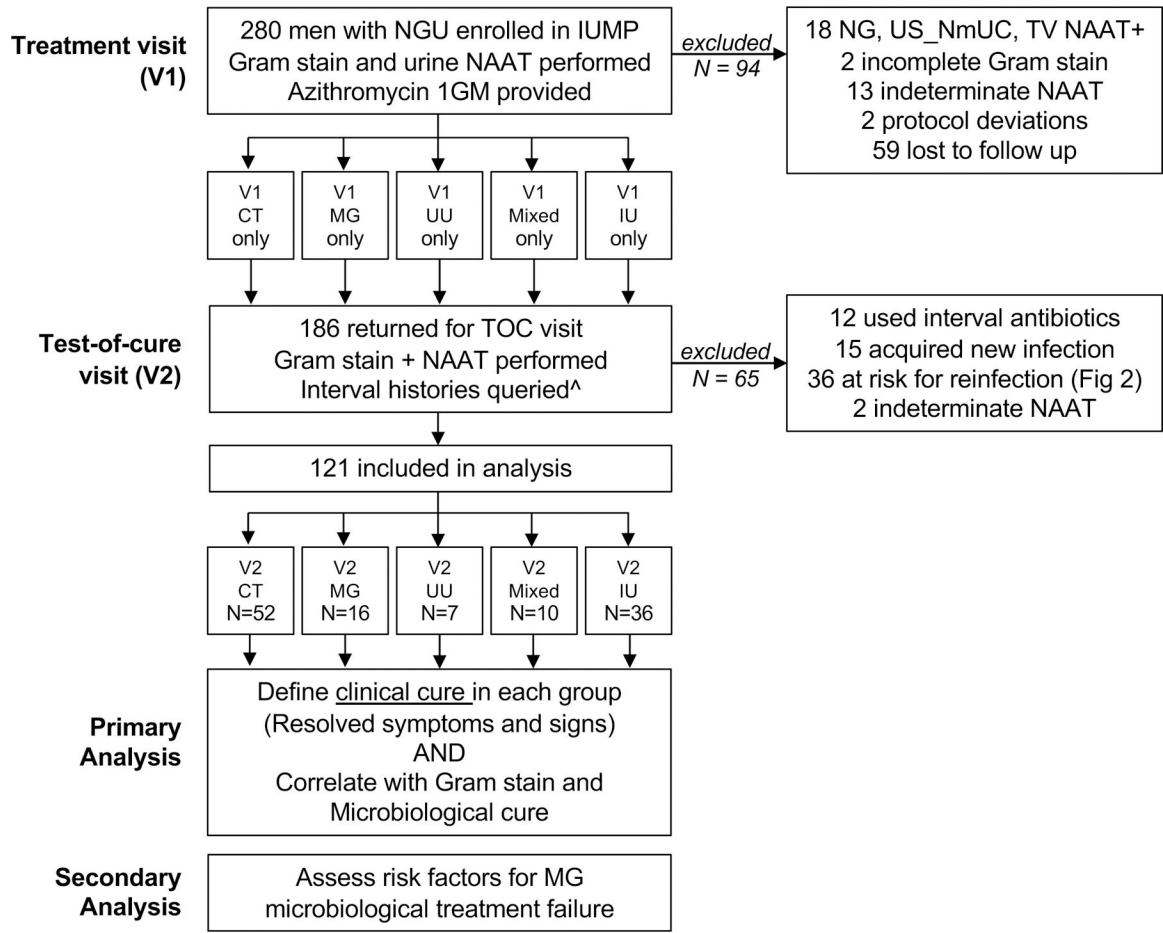 Treatment visit
(V1)
280 men with NGU enrolled in IUMP
Gram stain and urine NAAT performed
Azithromycin 1GM provided
excluded
N = 94
18 NG, US_NmUC, TV NAAT+
2 incomplete Gram stain
13 indeterminate NAAT
2 protocol deviations
59 lost to follow up
V1
CT
only
V1
MG
only
V1
UU
only
V1
Mixed
only
V1
IU
only
Test-of-cure
visit (V2)
186 returned for TOC visit
Gram stain + NAAT performed
Interval histories queried^
excluded
N = 65
12 used interval antibiotics
15 acquired new infection
36 at risk for reinfection (Fig 2)
2 indeterminate NAAT
121 included in analysis
V2
CT
N=52
V2
MG
N=16
V2
UU
N=7
V2
Mixed
N=10
V2
IU
N=36
Primary
Analysis
Define clinical cure in each group
(Resolved symptoms and signs)
AND
Correlate with Gram stain and
Microbiological cure
Secondary
Analysis
Assess risk factors for MG
microbiological treatment failure